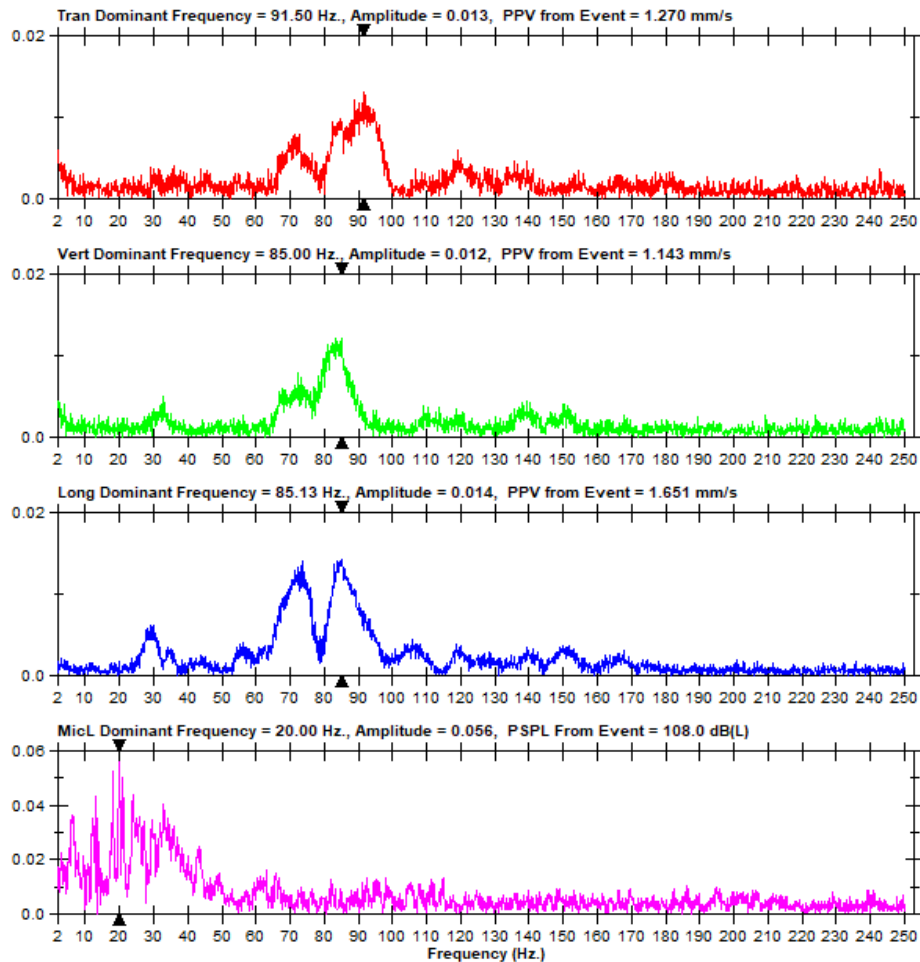 Tran Dominant Frequency = 91.50 Hz., Amplitude = 0.013, PPV from Event = 1.270 mm/s
0.02
0.0
2 10 20 30 40 50 60 70 80 90 100 110 120 130 140 150 160 170 180 190 200 210 220 230 240 250
Vert Dominant Frequency = 85.00 Hz., Amplitude = 0.012, PPV from Event = 1.143 mm/s
0.02
0.0
2 10 20 30 40 50 60 70 80 90 100 110 120 130 140 150 160 170 180 190 200 210 220 230 240 250
Long Dominant Frequency = 85.13 Hz., Amplitude = 0.014, PPV from Event = 1.651 mm/s
0.02
0.0
2 10 20 30 40 50 60 70 80 90 100 110 120 130 140 150 160 170 180 190 200 210 220 230 240 250
MicL Dominant Frequency = 20.00 Hz., Amplitude = 0.056, PSPL From Event = 108.0 dB(L)
0.06
0.04
0.02
0.0
2 10 20 30 40 50 60 70 80 90 100 110 120 130 140 150 160 170 180 190 200 210 220 230 240 250
Frequency (Hz.)